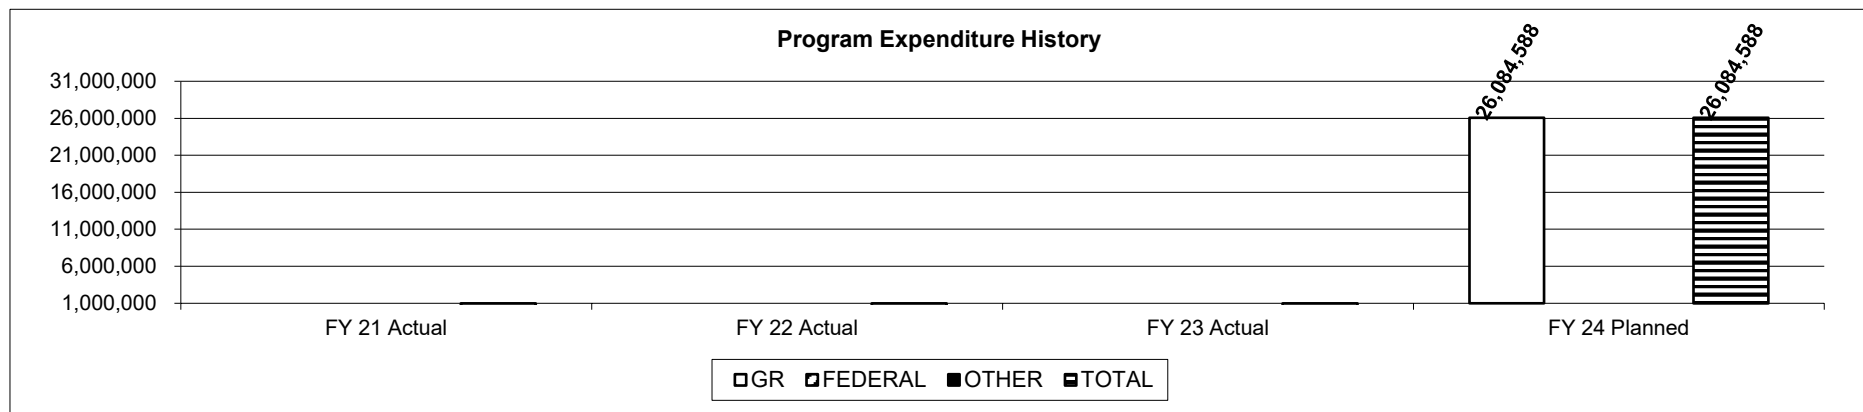 Program Expenditure History
26,084,588
26,084,588
31,000,000
26,000,000
21,000,000
16,000,000
11,000,000
6,000,000
1,000,000
FY 21 Actual
FY 22 Actual
FY 23 Actual
FY 24 Planned
GR FEDERAL OTHER TOTAL